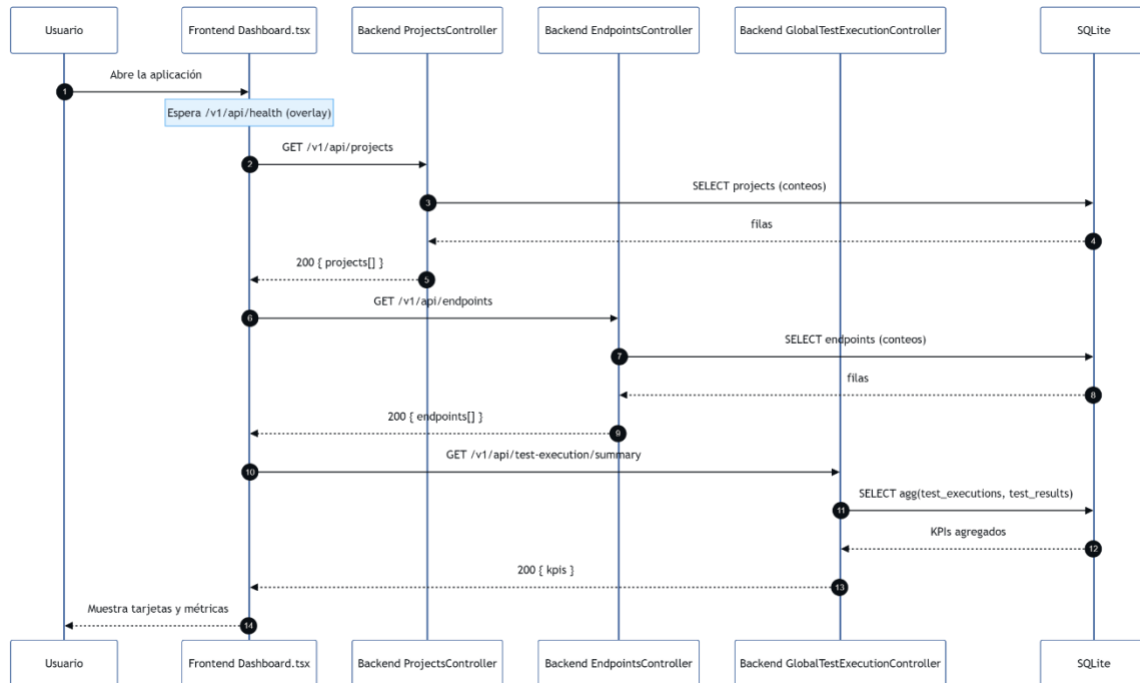 Usuario
Frontend Dashboard.tsx
Backend ProjectsController
Backend EndpointsController
Backend GlobalTestExecutionController
SQLite
Abre la aplicación
1
Espera /v1/api/health (overlay)
GET /v1/api/projects
2
SELECT projects (conteos)
3
filas
4
200 { projects[] }
5
GET /v1/api/endpoints
6
SELECT endpoints (conteos)
7
filas
8
200 { endpoints[] }
9
GET /v1/api/test-execution/summary
10
SELECT agg(test_executions, test_results)
11
KPIs agregados
12
200 { kpis }
13
Muestra tarjetas y métricas
14
Usuario
Frontend Dashboard.tsx
Backend ProjectsController
Backend EndpointsController
Backend GlobalTestExecutionController
SQLite